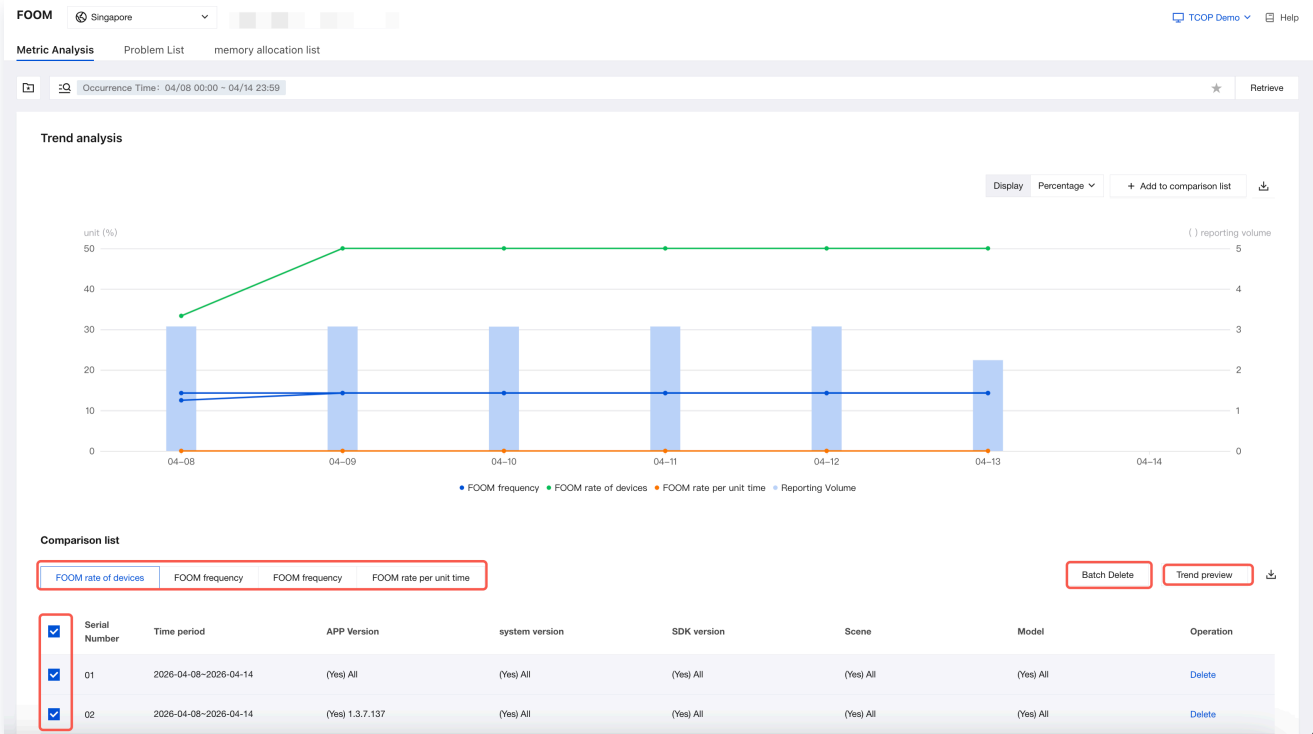 FOOM Singapore TCOP Demo Help
Metric Analysis Problem List memory allocation list
Occurrence Time: 04/08 00:00 ~ 04/14 23:59 Retrieve
Trend analysis
Display Percentage + Add to comparison list
unit (%) ( ) reporting volume
50 5
40 4
30 3
20 2
10 1
0 0
04-08 04-09 04-10 04-11 04-12 04-13 04-14
FOOM frequency FOOM rate of devices FOOM rate per unit time Reporting Volume
Comparison list
FOOM rate of devices FOOM frequency FOOM frequency FOOM rate per unit time Batch Delete Trend preview
Serial Number Time period APP Version system version SDK version Scene Model Operation
01 2026-04-08~2026-04-14 (Yes) All (Yes) All (Yes) All (Yes) All (Yes) All Delete
02 2026-04-08~2026-04-14 (Yes) 1.3.7.137 (Yes) All (Yes) All (Yes) All (Yes) All Delete